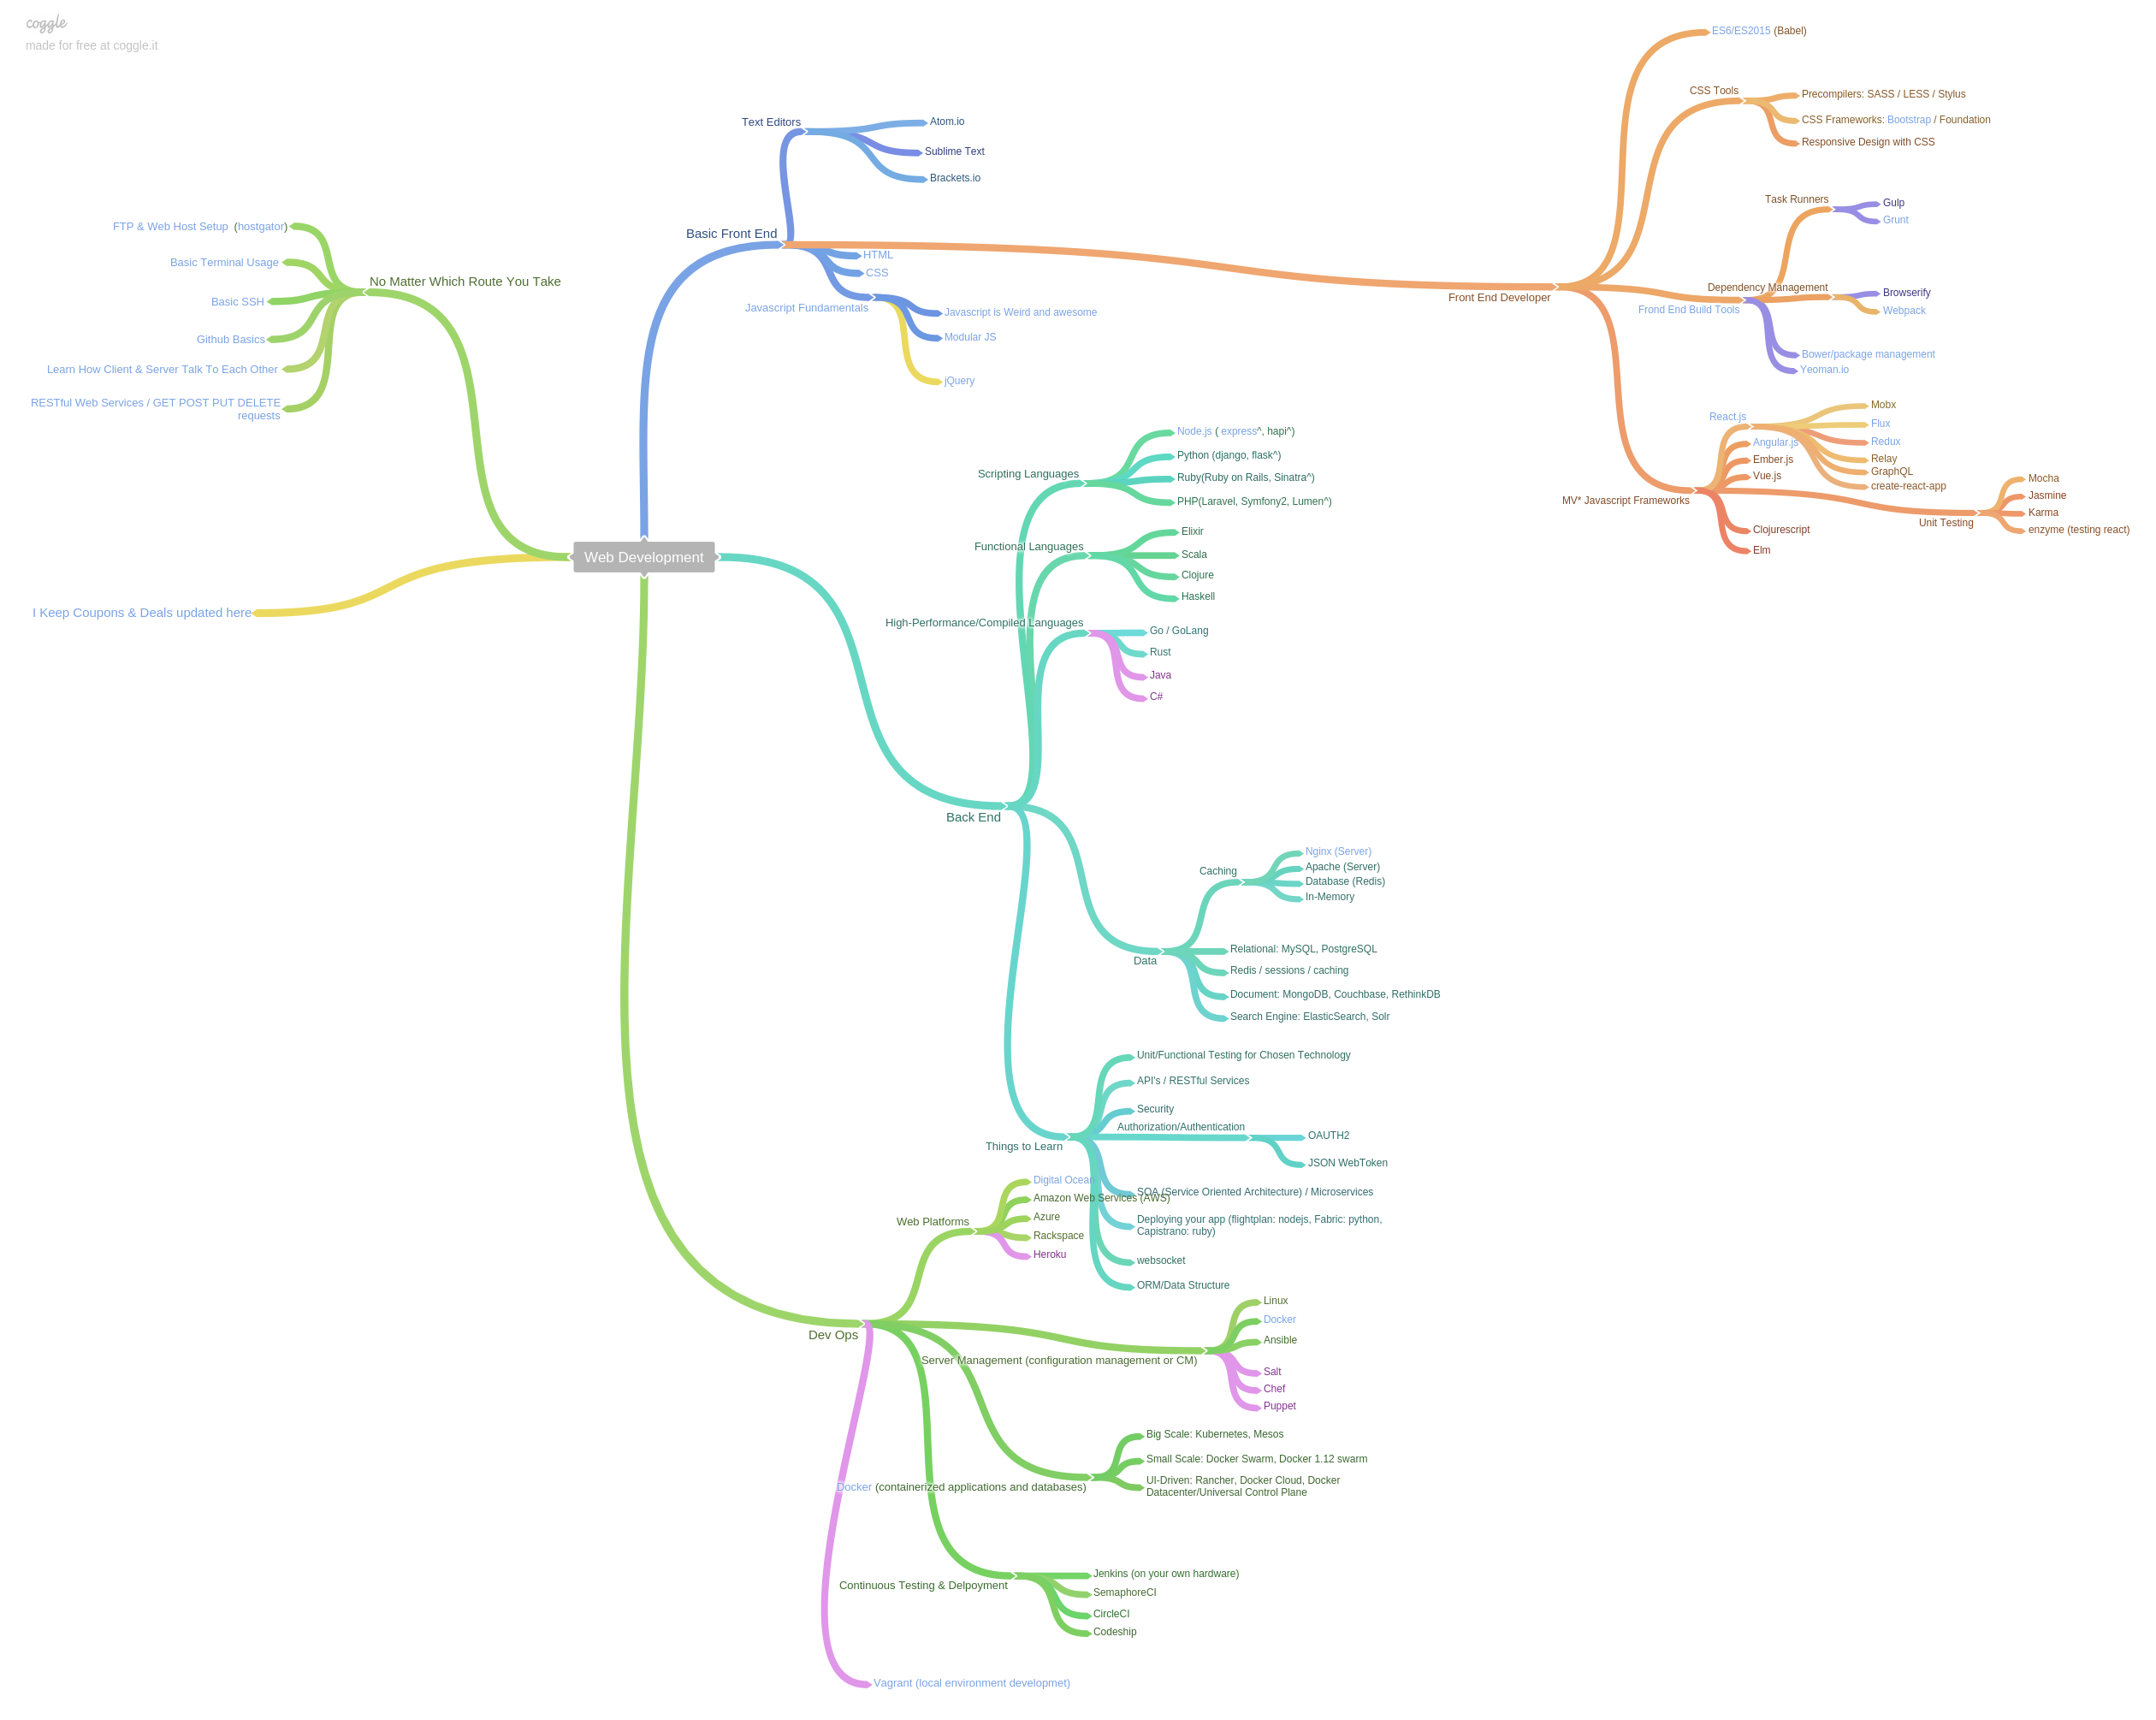 coggle
made for free at coggle.it
Web Development
No Matter Which Route You Take
FTP & Web Host Setup (hostgator)
Basic Terminal Usage
Basic SSH
Github Basics
Learn How Client & Server Talk To Each Other
RESTful Web Services / GET POST PUT DELETE
requests
I Keep Coupons & Deals updated here
Basic Front End
Text Editors
Atom.io
Sublime Text
Brackets.io
HTML
CSS
Javascript Fundamentals
Javascript is Weird and awesome
Modular JS
jQuery
Front End Developer
ES6/ES2015 (Babel)
CSS Tools
Precompilers: SASS / LESS / Stylus
CSS Frameworks: Bootstrap / Foundation
Responsive Design with CSS
Frond End Build Tools
Task Runners
Gulp
Grunt
Dependency Management
Browserify
Webpack
Bower/package management
Yeoman.io
MV* Javascript Frameworks
React.js
Mobx
Flux
Redux
Relay
GraphQL
create-react-app
Angular.js
Ember.js
Vue.js
Unit Testing
Mocha
Jasmine
Karma
enzyme (testing react)
Clojurescript
Elm
Back End
Scripting Languages
Node.js ( express^, hapi^)
Python (django, flask^)
Ruby(Ruby on Rails, Sinatra^)
PHP(Laravel, Symfony2, Lumen^)
Functional Languages
Elixir
Scala
Clojure
Haskell
High-Performance/Compiled Languages
Go / GoLang
Rust
Java
C#
Data
Caching
Nginx (Server)
Apache (Server)
Database (Redis)
In-Memory
Relational: MySQL, PostgreSQL
Redis / sessions / caching
Document: MongoDB, Couchbase, RethinkDB
Search Engine: ElasticSearch, Solr
Things to Learn
Unit/Functional Testing for Chosen Technology
API's / RESTful Services
Security
Authorization/Authentication
OAUTH2
JSON WebToken
SOA (Service Oriented Architecture) / Microservices
Deploying your app (flightplan: nodejs, Fabric: python,
Capistrano: ruby)
websocket
ORM/Data Structure
Dev Ops
Web Platforms
Digital Ocean
Amazon Web Services (AWS)
Azure
Rackspace
Heroku
Server Management (configuration management or CM)
Linux
Docker
Ansible
Salt
Chef
Puppet
Docker (containerized applications and databases)
Big Scale: Kubernetes, Mesos
Small Scale: Docker Swarm, Docker 1.12 swarm
UI-Driven: Rancher, Docker Cloud, Docker
Datacenter/Universal Control Plane
Continuous Testing & Delpoyment
Jenkins (on your own hardware)
SemaphoreCI
CircleCI
Codeship
Vagrant (local environment developmet)